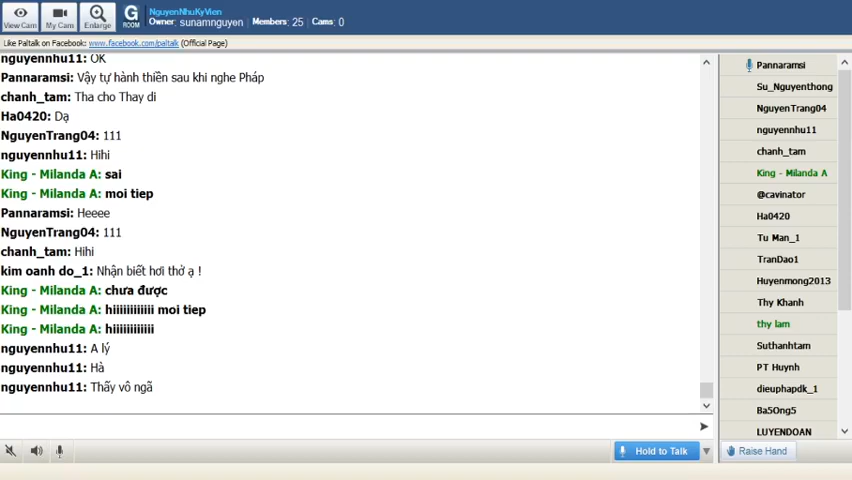 View Cam
My Cam
Enlarge
G
ROOM
NguyenNhuKyVien
Owner: sunamnguyen Members: 25 Cams: 0
Like Paltalk on Facebook: www.facebook.com/paltalk (Official Page)
nguyennhu11: OK
Pannaramsi: Vậy tự hành thiền sau khi nghe Pháp
chanh_tam: Tha cho Thay di
Ha0420: Dạ
NguyenTrang04: 111
nguyennhu11: Hihi
King - Milanda A: sai
King - Milanda A: moi tiep
Pannaramsi: Heeee
NguyenTrang04: 111
chanh_tam: Hihi
kim oanh do_1: Nhận biết hơi thở ạ !
King - Milanda A: chưa được
King - Milanda A: hiiiiiiiiiiii moi tiep
King - Milanda A: hiiiiiiiiiiii
nguyennhu11: A lý
nguyennhu11: Hà
nguyennhu11: Thấy vô ngã
Hold to Talk
Pannaramsi
Su_Nguyenthong
NguyenTrang04
nguyennhu11
chanh_tam
King - Milanda A
@cavinator
Ha0420
Tu Man_1
TranDao1
Huyenmong2013
Thy Khanh
thy lam
Suthanhtam
PT Huynh
dieuphapdk_1
Ba5Ong5
LUYENDOAN
Raise Hand